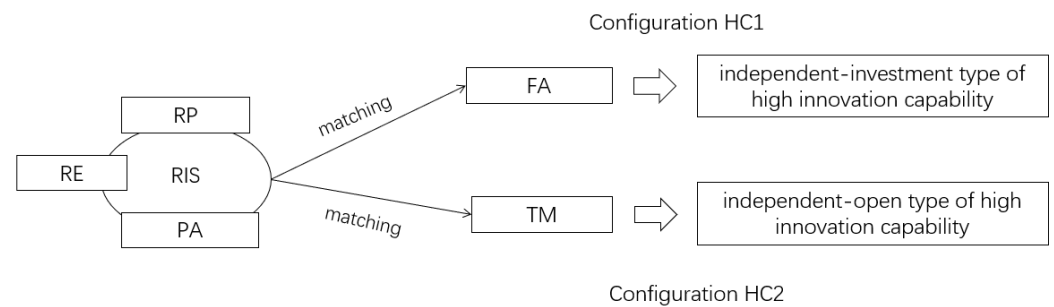 Configuration HC1
independent-investment type of
high innovation capability
FA
matching
RP
RE
RIS
PA
matching
TM
independent-open type of high
innovation capability
Configuration HC2